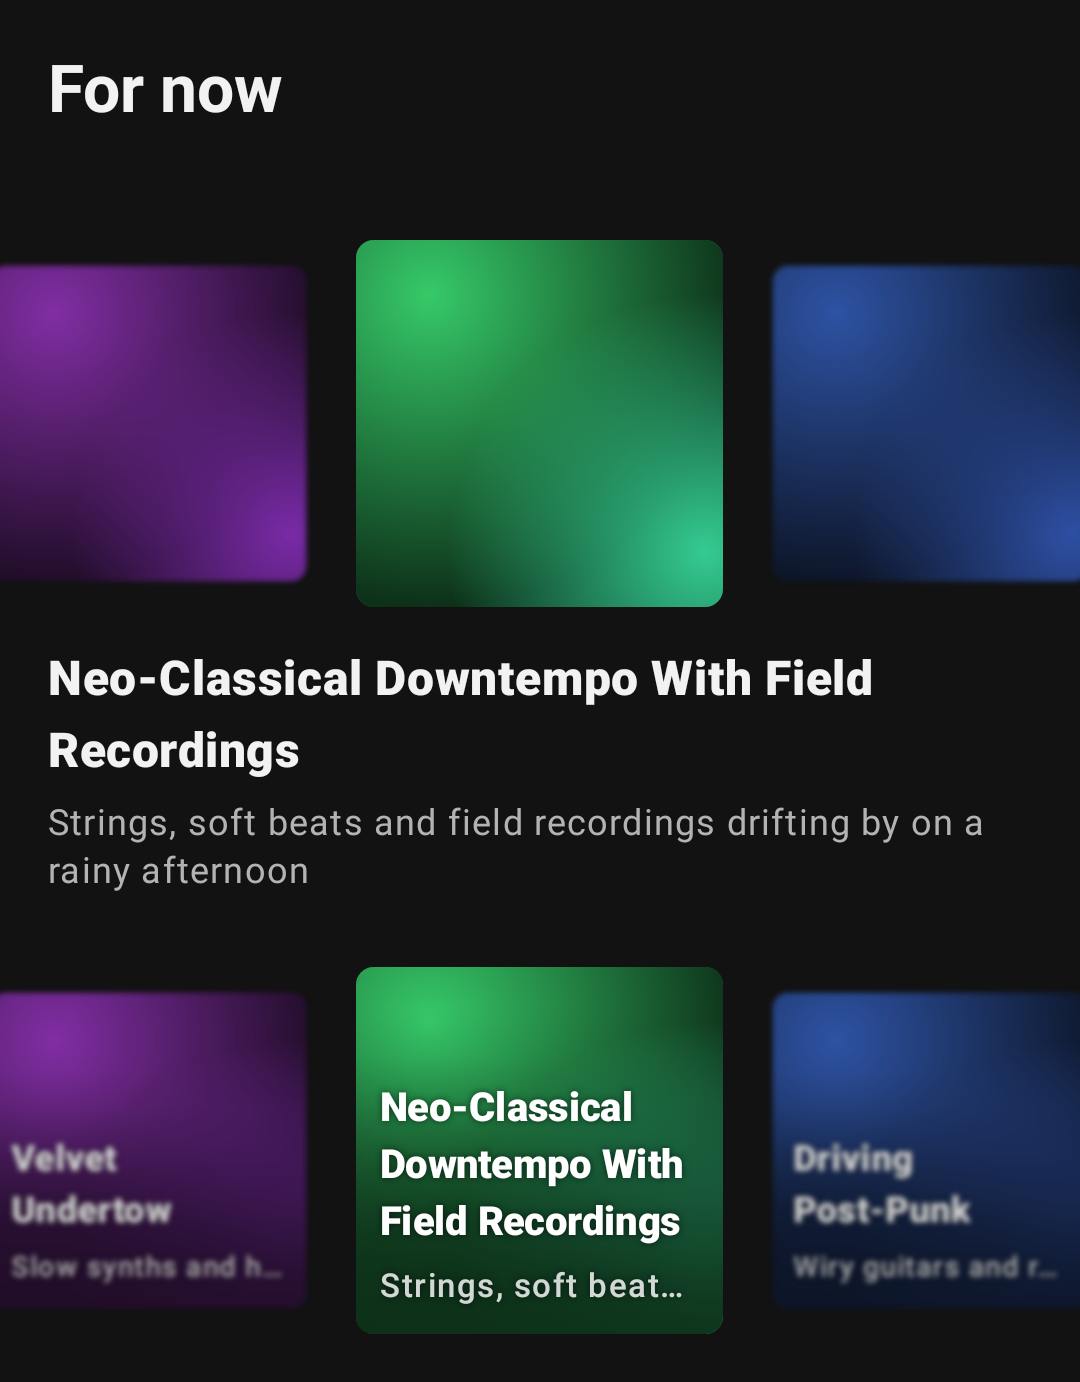 For now
Neo-Classical Downtempo With Field
Recordings
Strings, soft beats and field recordings drifting by on a
rainy afternoon
Velvet
Undertow
Slow synths and h…
Neo-Classical
Downtempo With
Field Recordings
Strings, soft beat…
Driving
Post-Punk
Wiry guitars and r…